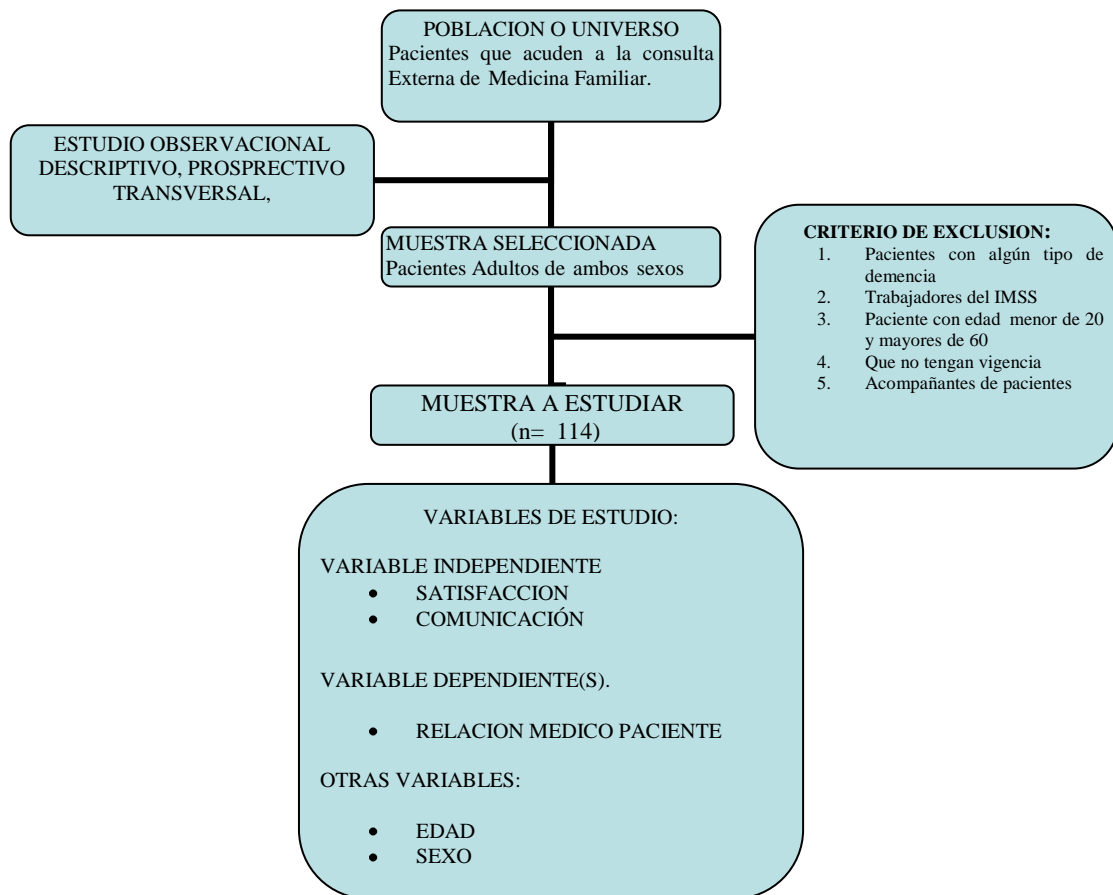 POBLACION O UNIVERSO
Pacientes que acuden a la consulta
Externa de Medicina Familiar.
ESTUDIO OBSERVACIONAL
DESCRIPTIVO, PROSPRECTIVO
TRANSVERSAL,
MUESTRA SELECCIONADA
Pacientes Adultos de ambos sexos
CRITERIO DE EXCLUSION:
1. Pacientes con algún tipo de
demencia
2. Trabajadores del IMSS
3. Paciente con edad menor de 20
y mayores de 60
4. Que no tengan vigencia
5. Acompañantes de pacientes
MUESTRA A ESTUDIAR
(n= 114)
VARIABLES DE ESTUDIO:
VARIABLE INDEPENDIENTE
• SATISFACCION
• COMUNICACIÓN
VARIABLE DEPENDIENTE(S).
• RELACION MEDICO PACIENTE
OTRAS VARIABLES:
• EDAD
• SEXO